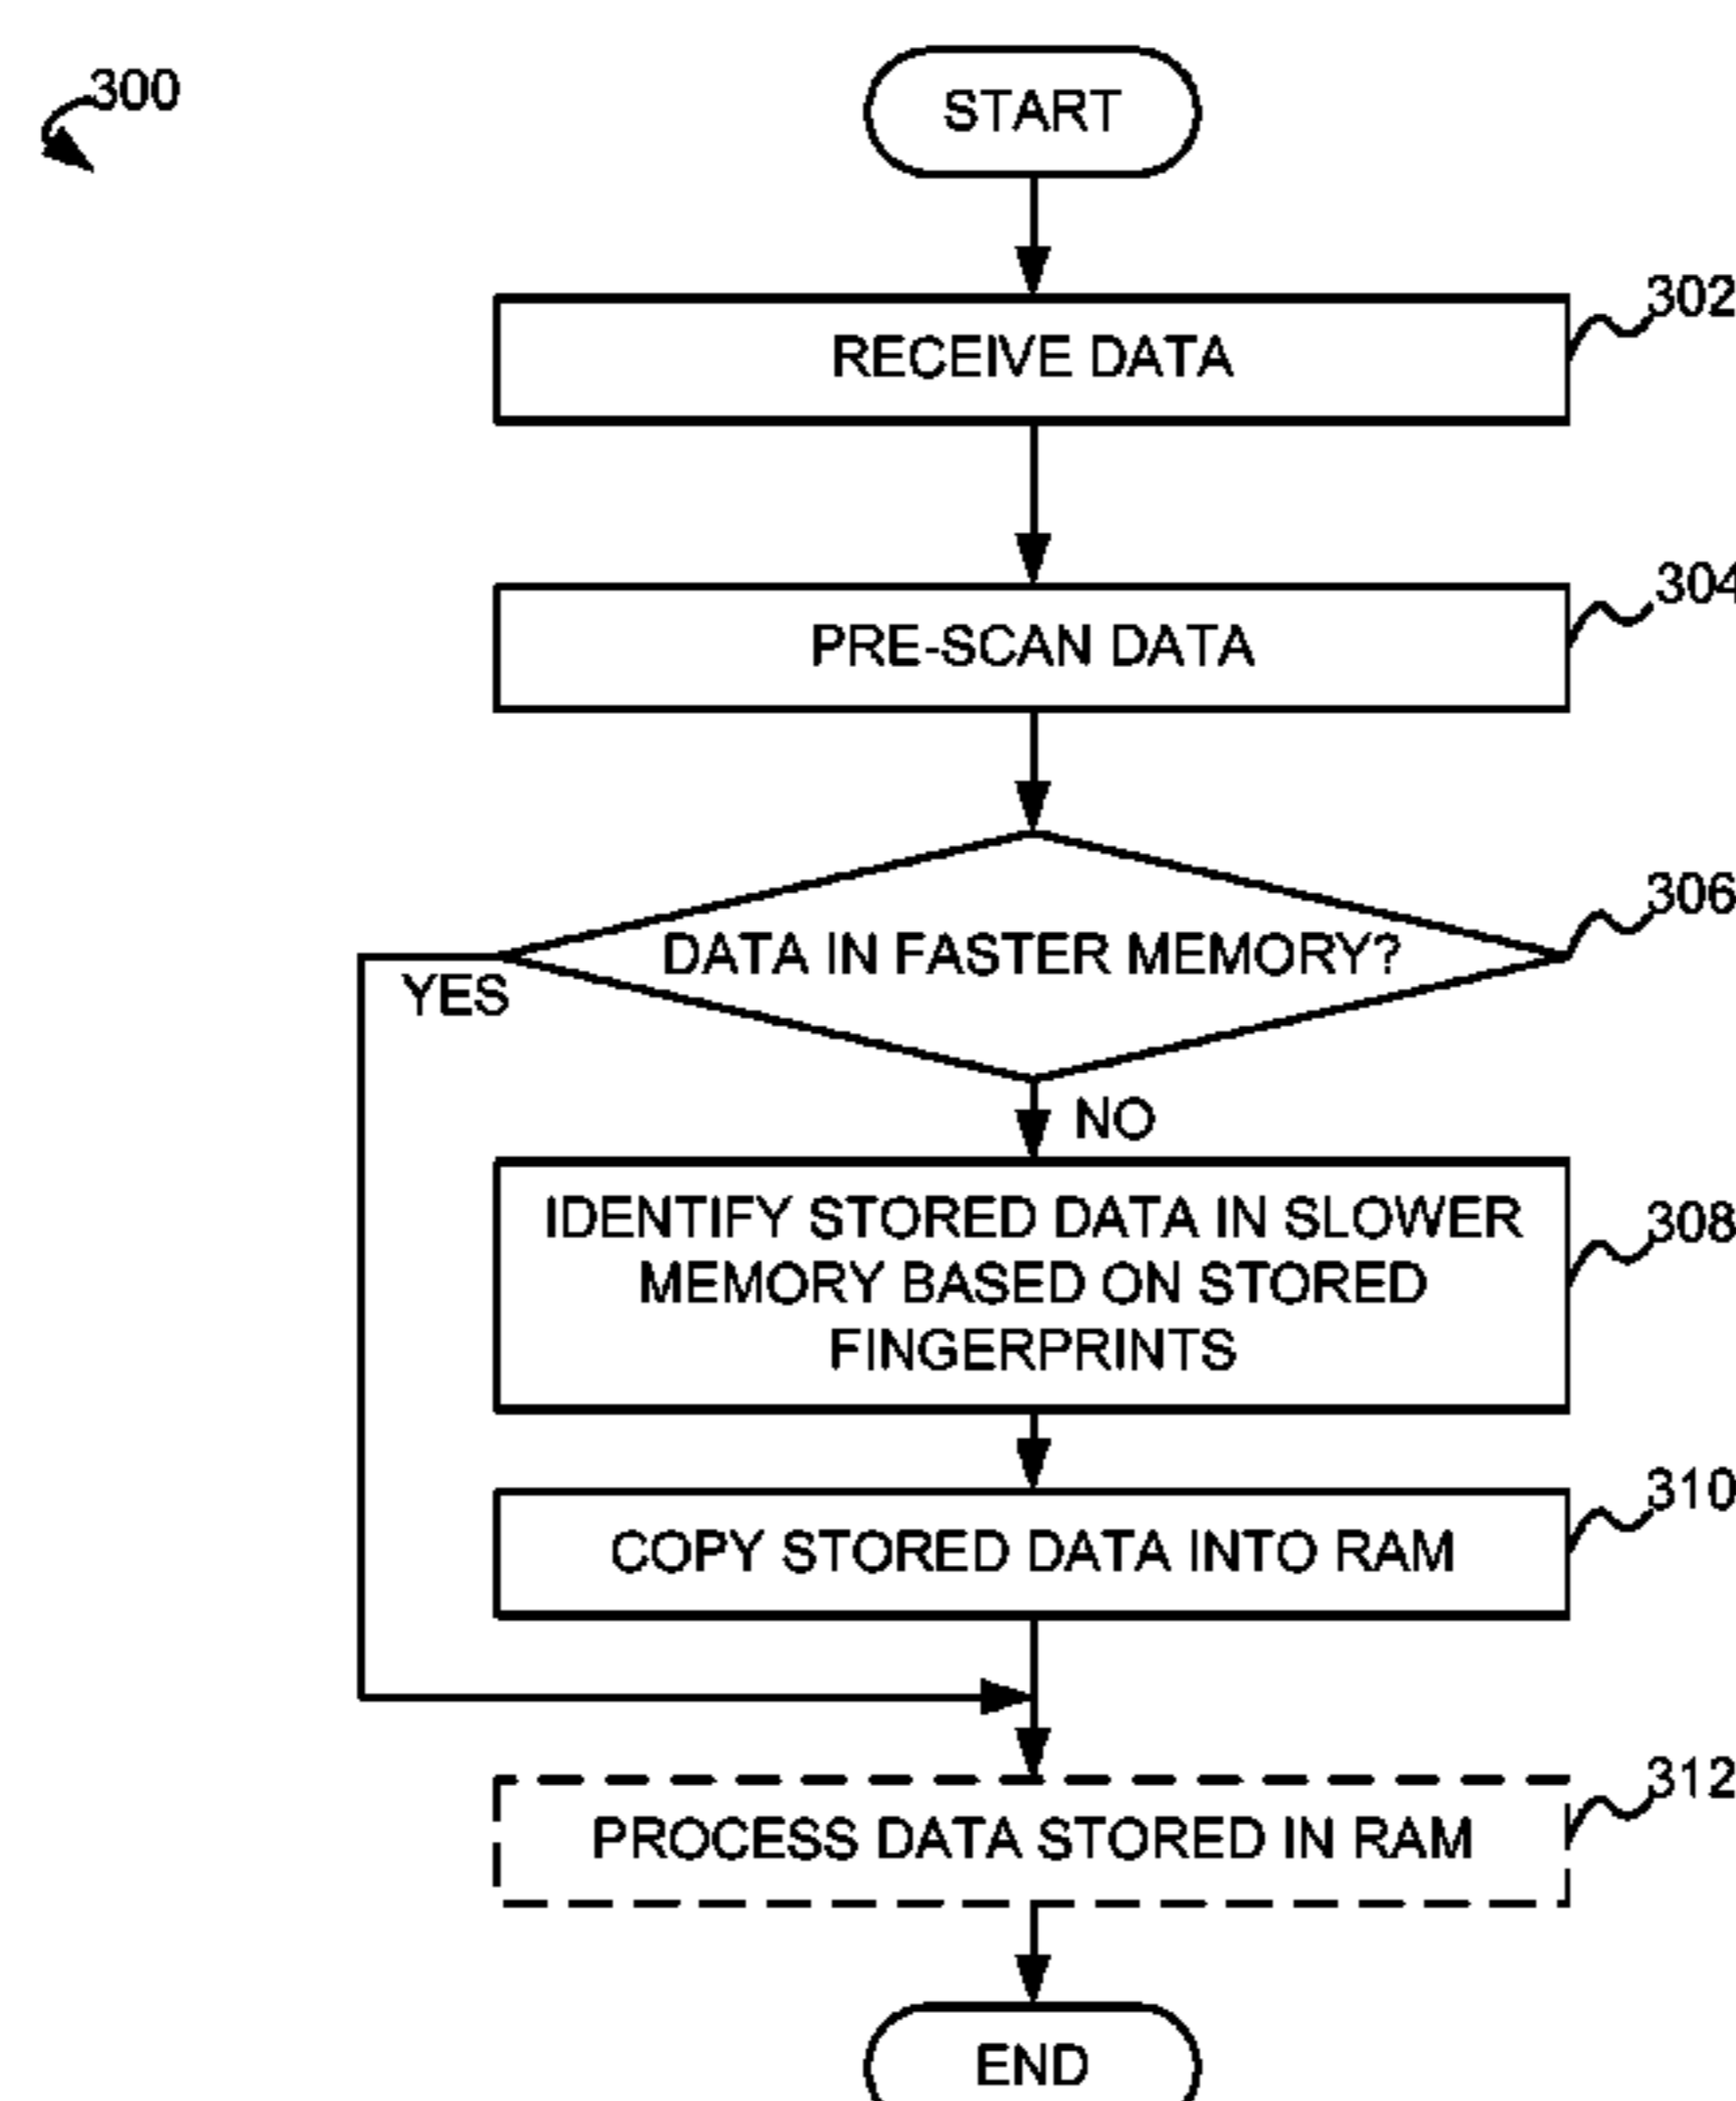 300
START
302
RECEIVE DATA
304
PRE-SCAN DATA
306
DATA IN FASTER MEMORY?
YES
NO
308
IDENTIFY STORED DATA IN SLOWER
MEMORY BASED ON STORED
FINGERPRINTS
310
COPY STORED DATA INTO RAM
312
PROCESS DATA STORED IN RAM
END